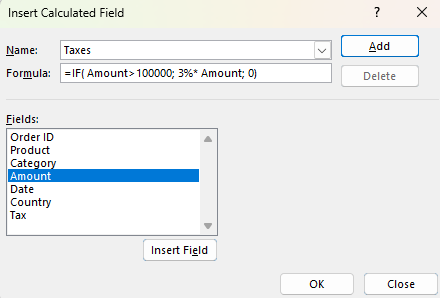 Insert Calculated Field ?
Name: Taxes Add
Formula: =IF( Amount>100000; 3%* Amount; 0) Delete
Fields:
Order ID
Product
Category
Amount
Date
Country
Tax
Insert Field
OK Close